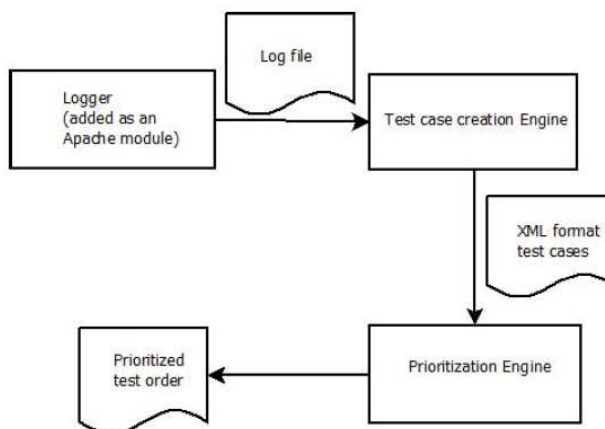 Log file
Logger
(added as an
Apache module)
Test case creation Engine
XML format
test cases
Prioritized
test order
Prioritization Engine